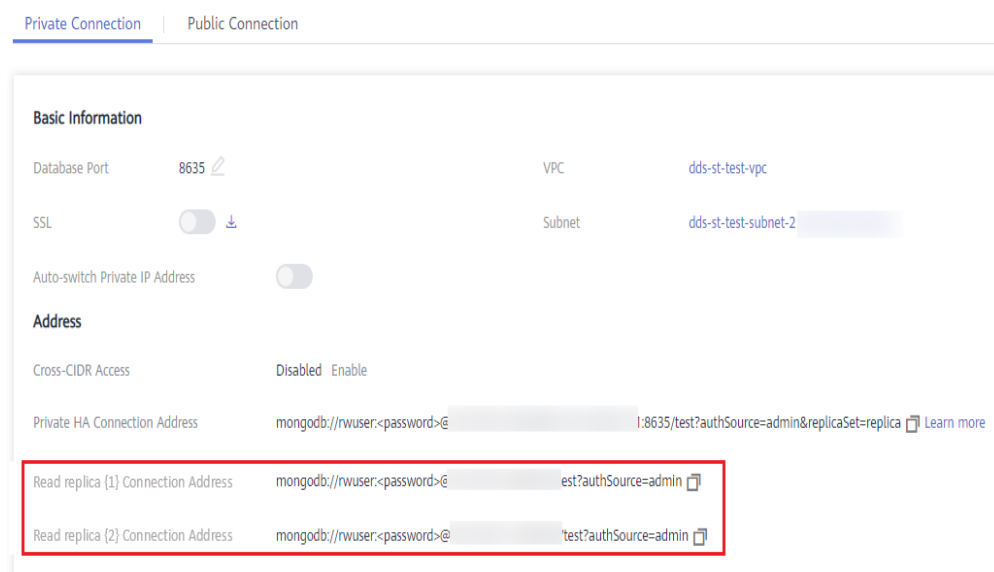 Private Connection Public Connection
Basic Information
Database Port 8635 VPC dds-st-test-vpc
SSL Subnet dds-st-test-subnet-2
Auto-switch Private IP Address
Address
Cross-CIDR Access Disabled Enable
Private HA Connection Address mongodb://rwuser:<password>@ :8635/test?authSource=admin&replicaSet=replica Learn more
Read replica {1} Connection Address mongodb://rwuser:<password>@ est?authSource=admin
Read replica {2} Connection Address mongodb://rwuser:<password>@ /test?authSource=admin